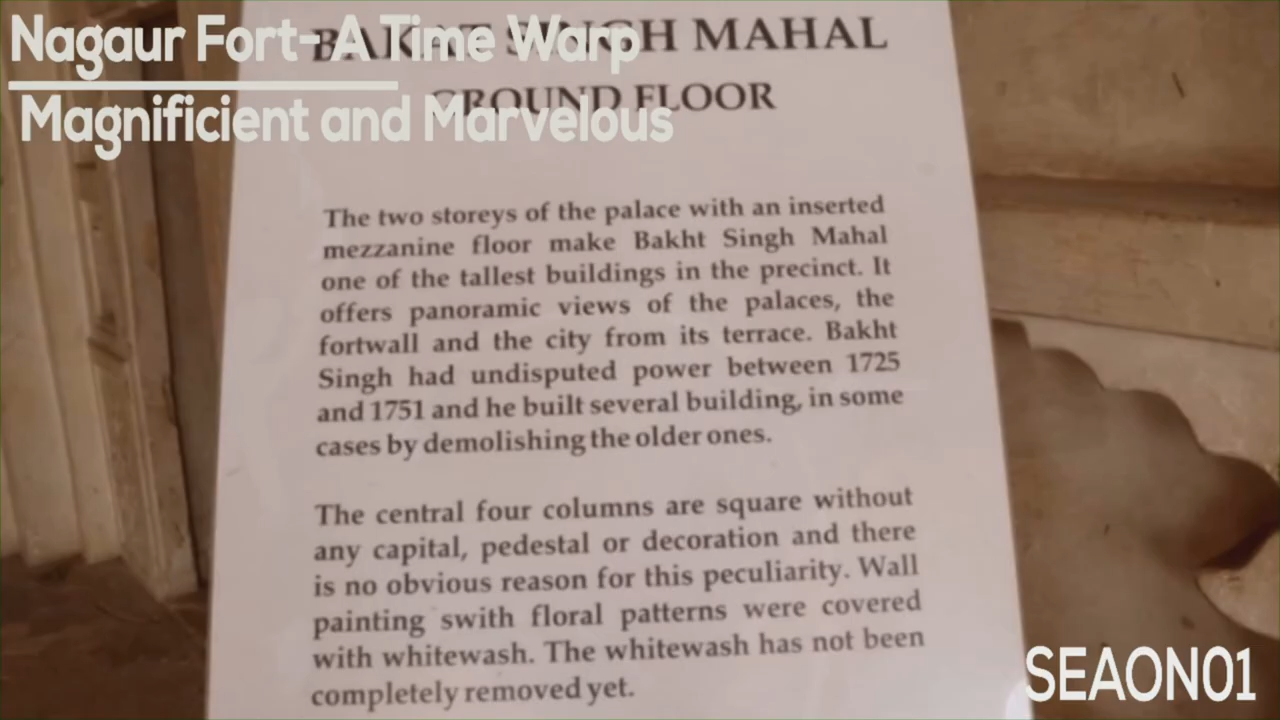 Nagaur Fort- A Time Warp
Magnificient and Marvelous
BAKAT SINGH MAHAL
GROUND FLOOR
The two storeys of the palace with an inserted
mezzanine floor make Bakht Singh Mahal
one of the tallest buildings in the precinct. It
offers panoramic views of the palaces, the
fortwall and the city from its terrace. Bakht
Singh had undisputed power between 1725
and 1751 and he built several building, in some
cases by demolishing the older ones.
The central four columns are square without
any capital, pedestal or decoration and there
is no obvious reason for this peculiarity. Wall
painting swith floral patterns were covered
with whitewash. The whitewash has not been
completely removed yet.
SEAON01